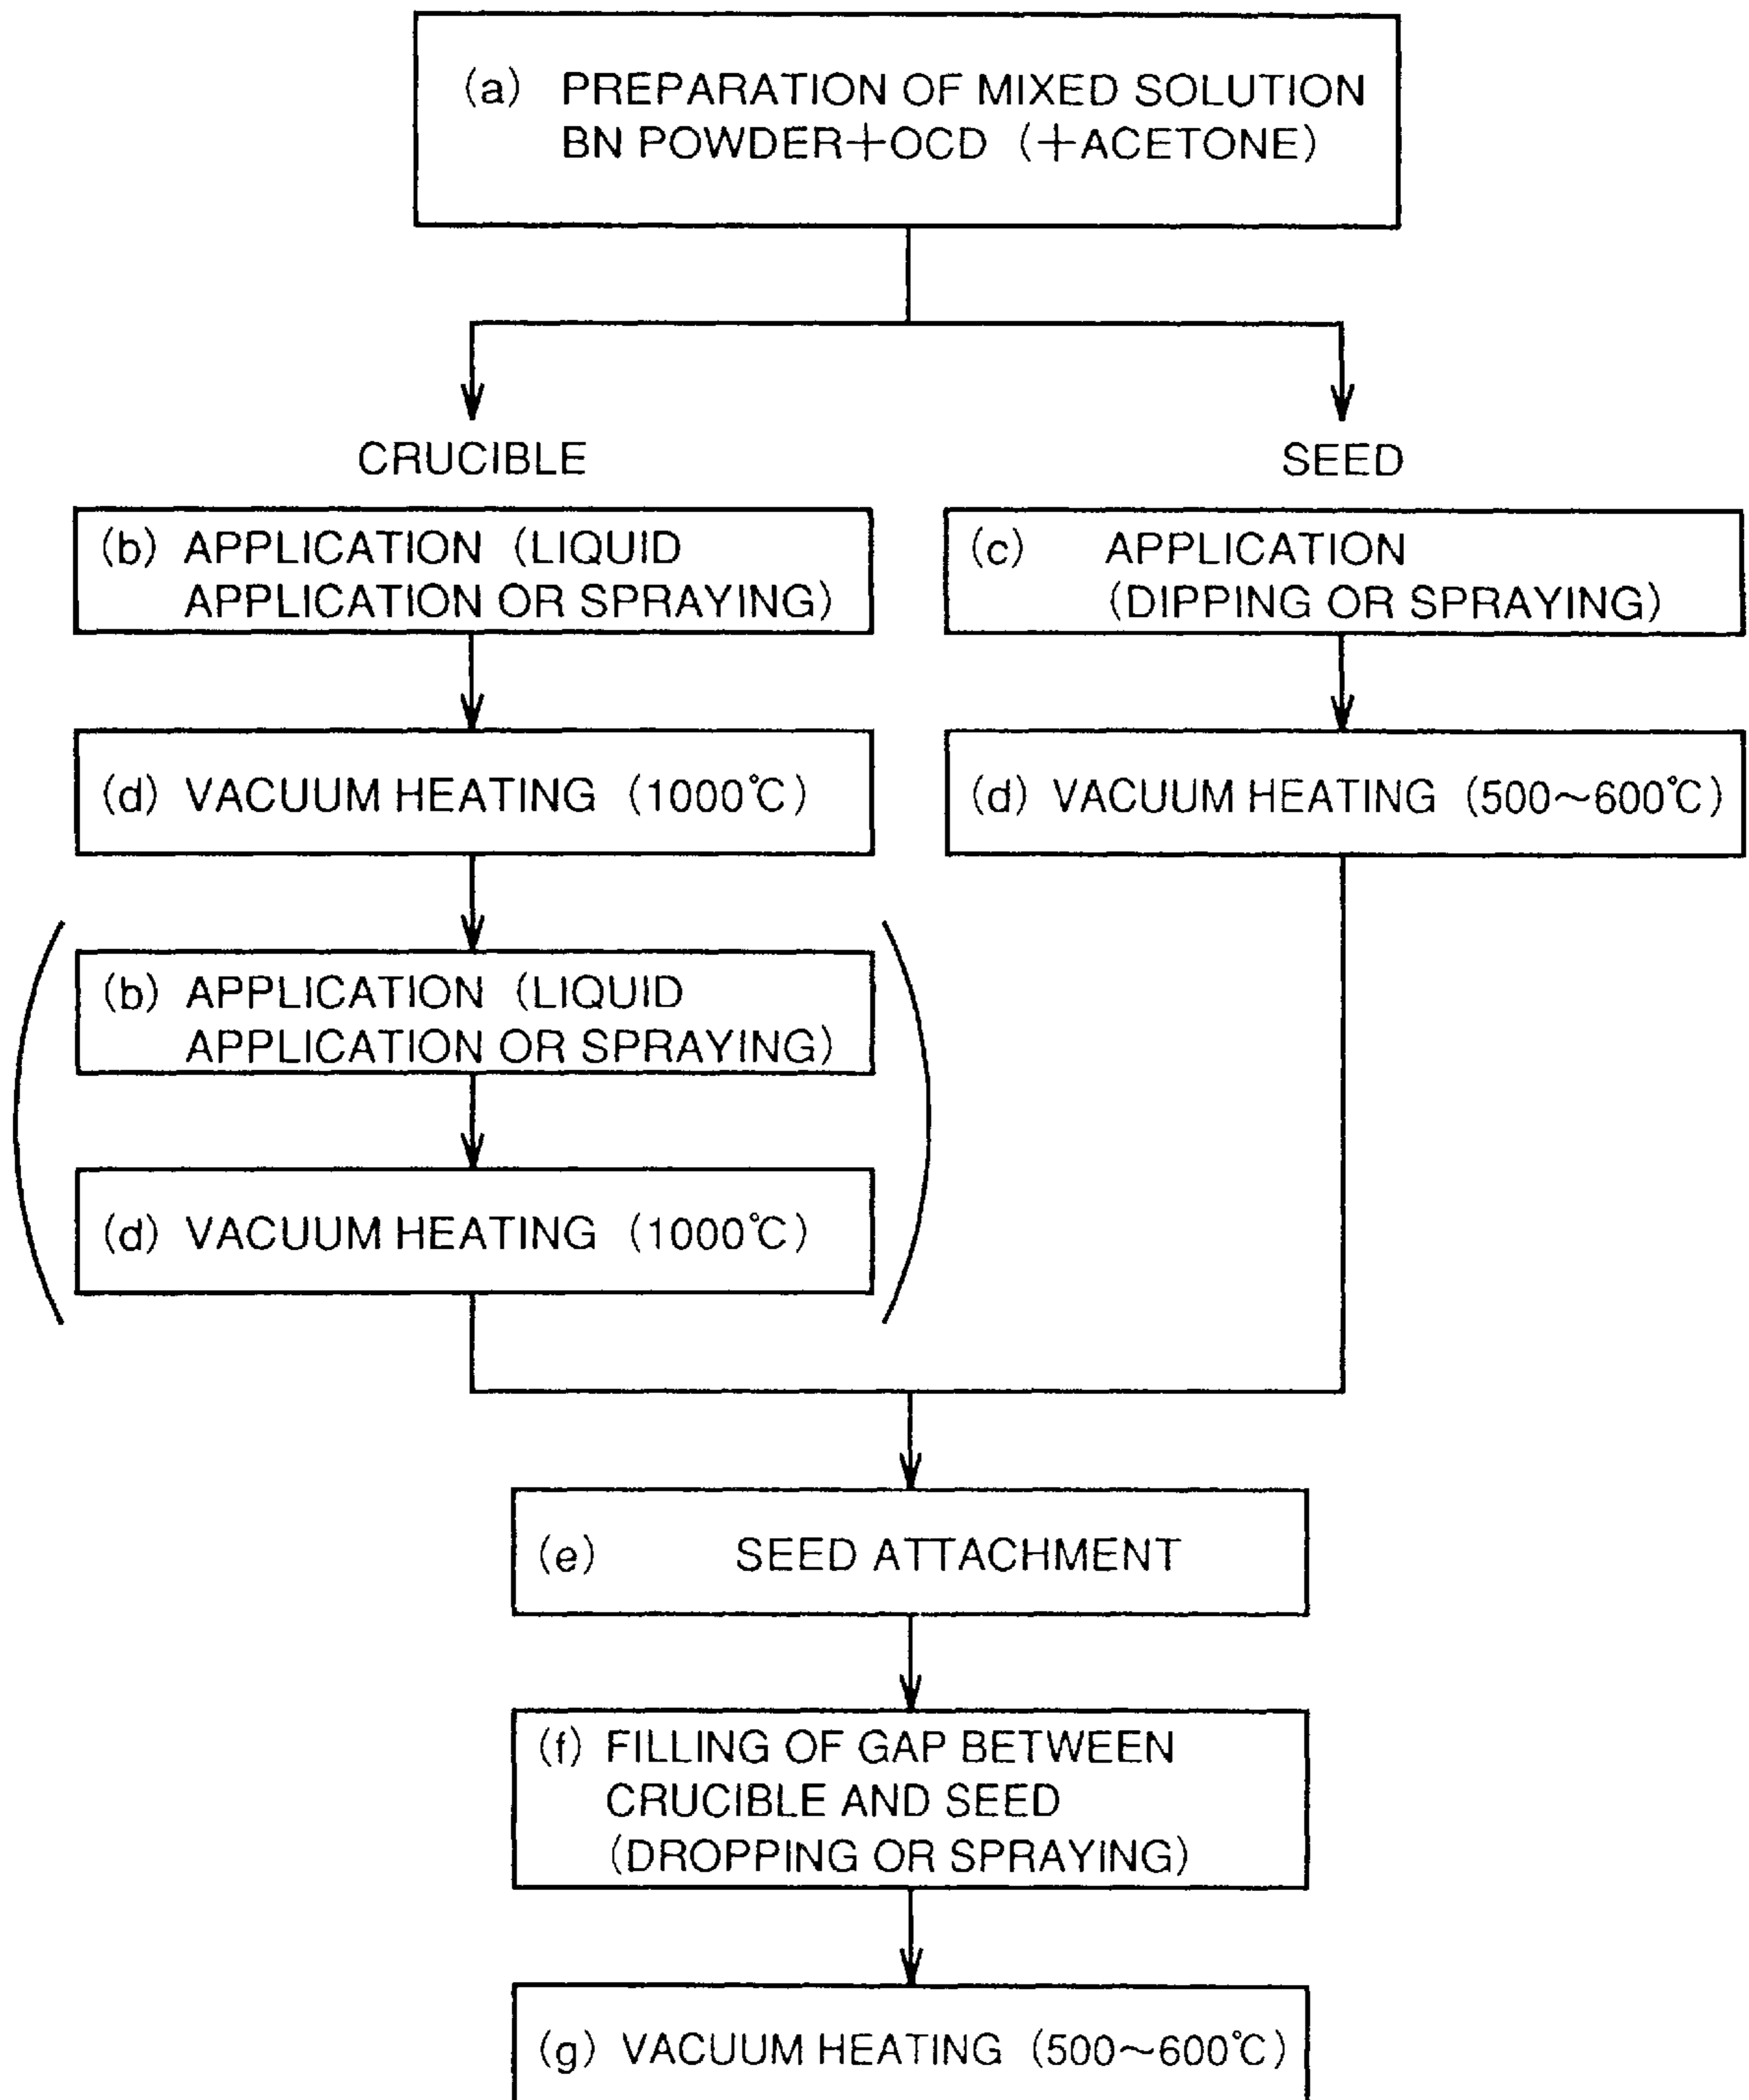 (a) PREPARATION OF MIXED SOLUTION
BN POWDER+OCD (+ACETONE)
CRUCIBLE
(b) APPLICATION (LIQUID
APPLICATION OR SPRAYING)
(d) VACUUM HEATING (1000℃)
(b) APPLICATION (LIQUID
APPLICATION OR SPRAYING)
(d) VACUUM HEATING (1000℃)
SEED
(c) APPLICATION
(DIPPING OR SPRAYING)
(d) VACUUM HEATING (500~600℃)
(e) SEED ATTACHMENT
(f) FILLING OF GAP BETWEEN
CRUCIBLE AND SEED
(DROPPING OR SPRAYING)
(g) VACUUM HEATING (500~600℃)